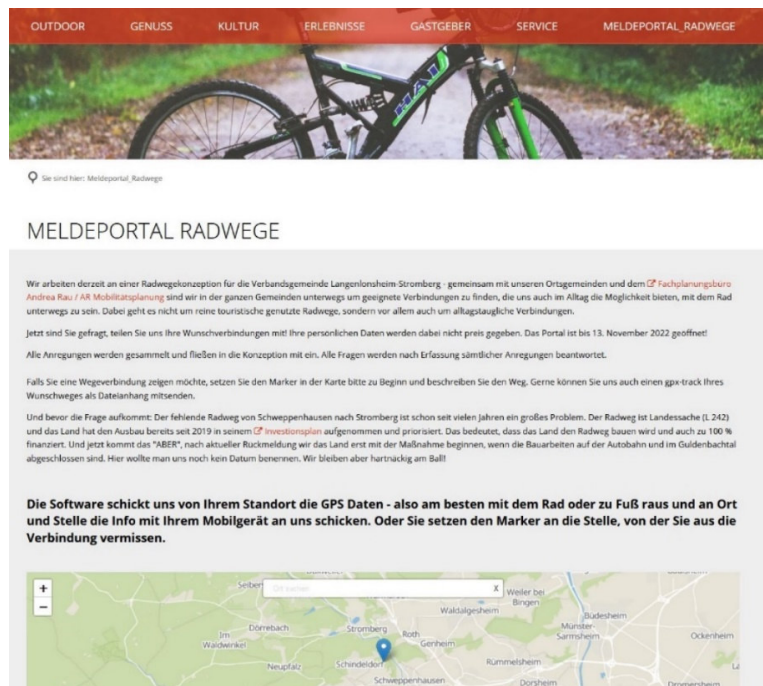 OUTDOOR GENUSS KULTUR ERLEBNISSE GASTGEBER SERVICE MELDEPORTAL_RADWEGE
HAI
Sie sind hier: Meldeportal_Radwege
MELDEPORTAL RADWEGE
Wir arbeiten derzeit an einer Radwegekonzeption für die Verbandsgemeinde Langenlonsheim-Stromberg - gemeinsam mit unseren Ortsgemeinden und dem Fachplanungsbüro
Andrea Rau / AR Mobilitätsplanung sind wir in der ganzen Gemeinden unterwegs um geeignete Verbindungen zu finden, die uns auch im Alltag die Möglichkeit bieten, mit dem Rad
unterwegs zu sein. Dabei geht es nicht um reine touristische genutzte Radwege, sondern vor allem auch um alltagstaugliche Verbindungen.
Jetzt sind Sie gefragt, teilen Sie uns Ihre Wunschverbindungen mit! Ihre persönlichen Daten werden dabei nicht preis gegeben. Das Portal ist bis 13. November 2022 geöffnet!
Alle Anregungen werden gesammelt und fließen in die Konzeption mit ein. Alle Fragen werden nach Erfassung sämtlicher Anregungen beantwortet.
Falls Sie eine Wegeverbindung zeigen möchte, setzen Sie den Marker in der Karte bitte zu Beginn und beschreiben Sie den Weg. Gerne können Sie uns auch einen gpx-track Ihres
Wunschweges als Dateianhang mitsenden.
Und bevor die Frage aufkommt: Der fehlende Radweg von Schweppenhausen nach Stromberg ist schon seit vielen Jahren ein großes Problem. Der Radweg ist Landessache (L 242)
und das Land hat den Ausbau bereits seit 2019 in seinem Investionsplan aufgenommen und priorisiert. Das bedeutet, dass das Land den Radweg bauen wird und auch zu 100 %
finanziert. Und jetzt kommt das "ABER", nach aktueller Rückmeldung wir das Land erst mit der Maßnahme beginnen, wenn die Bauarbeiten auf der Autobahn und im Guldenbachtal
abgeschlossen sind. Hier wollte man uns noch kein Datum benennen. Wir bleiben aber hartnäckig am Ball!
Die Software schickt uns von Ihrem Standort die GPS Daten - also am besten mit dem Rad oder zu Fuß raus und an Ort
und Stelle die Info mit Ihrem Mobilgerät an uns schicken. Oder Sie setzen den Marker an die Stelle, von der Sie aus die
Verbindung vermissen.
+
−
Ort suchen X
Weiler bei
Bingen
Waldalgesheim
Büdesheim
Dörrebach
Stromberg
Roth
Genheim
Münster-
Sarmsheim
Ockenheim
Im
Waldwinkel
Neupfalz
Schindeldorf
Rümmelsheim
Schweppenhausen
Dorsheim
Dromersheim